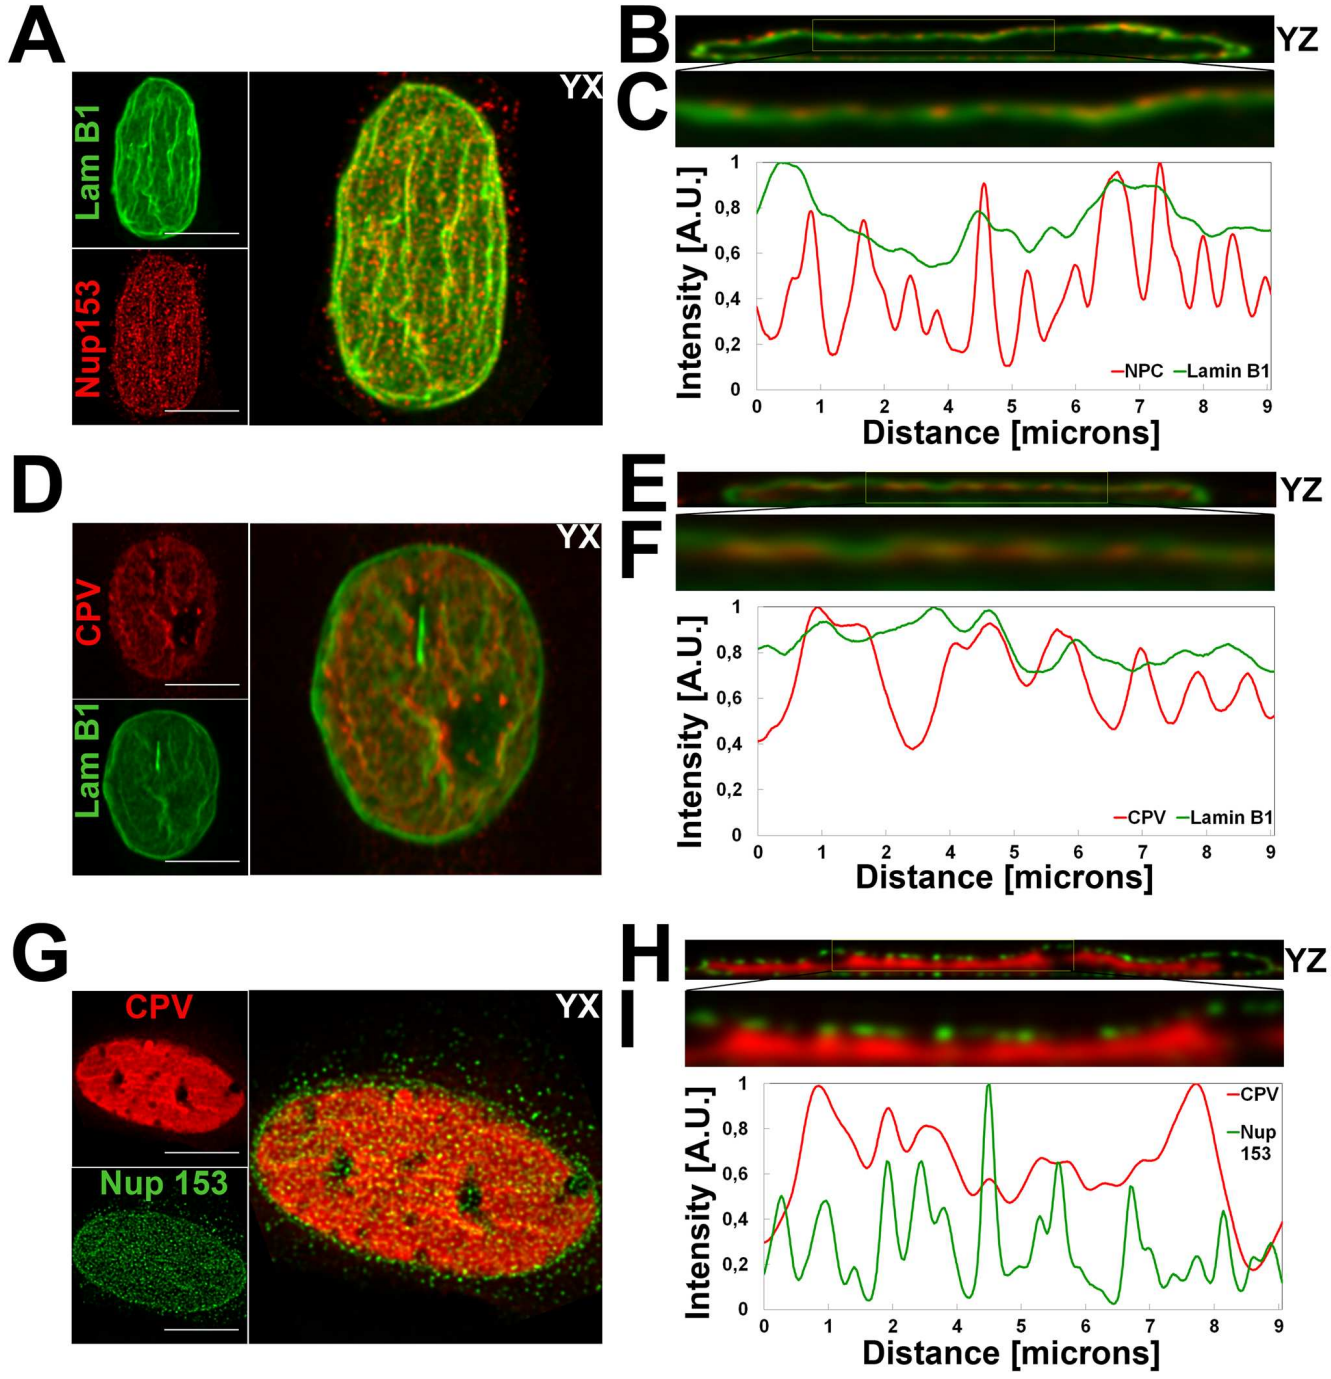 A
Lam B1
Nup153
YX
B
YZ
C
Intensity [A.U.]
1
0,8
0,6
0,4
0,2
0
NPC Lamin B1
0 1 2 3 4 5 6 7 8 9
Distance [microns]
D
CPV
Lam B1
YX
E
YZ
F
Intensity [A.U.]
1
0,8
0,6
0,4
0,2
0
CPV Lamin B1
0 1 2 3 4 5 6 7 8 9
Distance [microns]
G
CPV
Nup 153
YX
H
YZ
I
Intensity [A.U.]
1
0,8
0,6
0,4
0,2
0
CPV
Nup
153
0 1 2 3 4 5 6 7 8 9
Distance [microns]